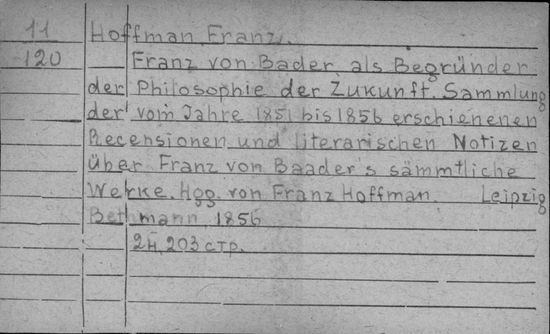 11 Hoffman Franz.
120 Franz von Bader als Begründer
der Philosophie der Zukunft. Sammlung
der vom Jahre 1851 bis 1856 erschienenen
Recensionen und literarischen Notizen
über Franz von Baader's sämmtliche
Werke. Hgg. von Franz Hoffman. Leipzig
Bethmann, 1856
203 стр.